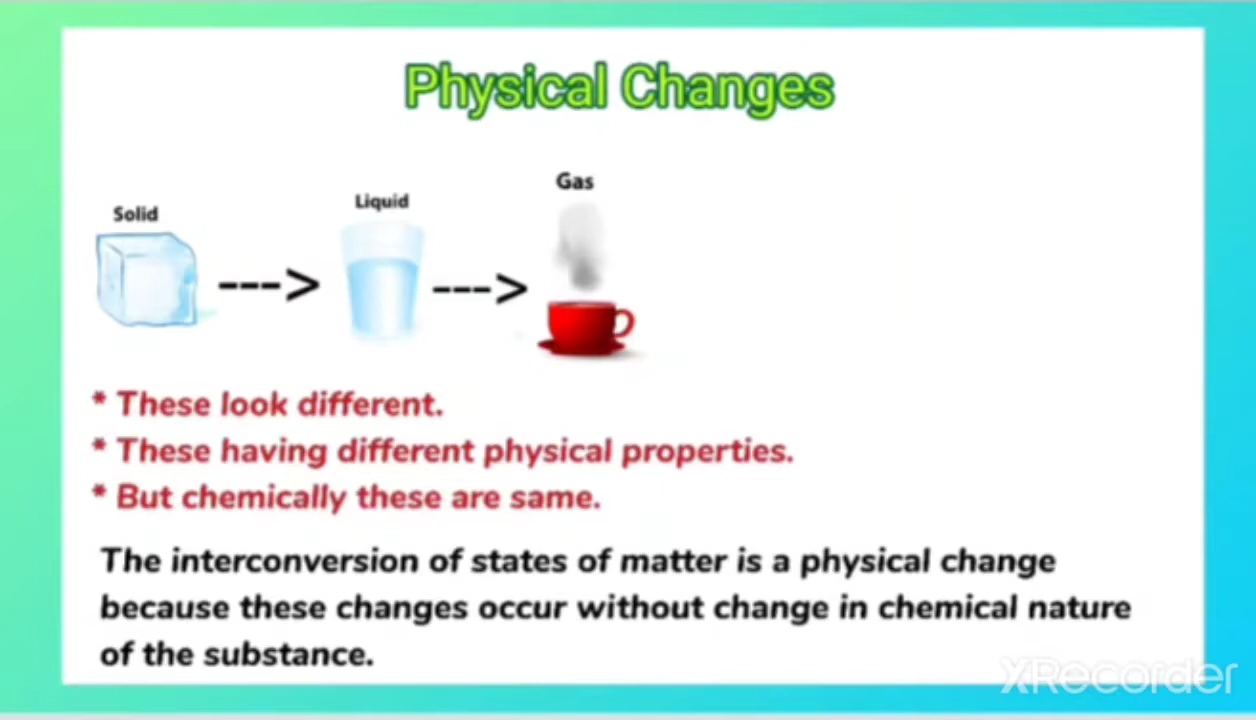 Physical Changes
Gas
Liquid
Solid
---> --->
* These look different.
* These having different physical properties.
* But chemically these are same.
The interconversion of states of matter is a physical change
because these changes occur without change in chemical nature
of the substance.
XRecorder